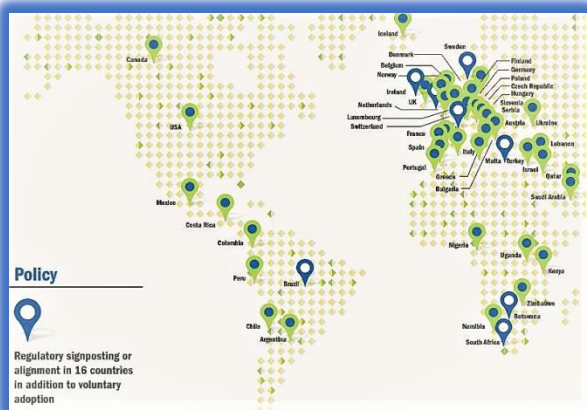 Iceland
Canada
Sweden
Denmark
Finland
Belgium
Germany
Norway
Poland
Czech Republic
Ireland
UK
Hungary
Netherlands
Slovenia
Serbia
Luxembourg
Austria
Ukraine
Switzerland
USA
France
Lebanon
Spain
Italy
Malta
Turkey
Israel
Portugal
Greece
Qatar
Bulgaria
Saudi Arabia
Mexico
Costa Rica
Colombia
Nigeria
Uganda
Kenya
Peru
Brazil
Zimbabwe
Botswana
Namibia
Chile
Argentina
South Africa
Policy
Regulatory signposting or
alignment in 16 countries
in addition to voluntary
adoption